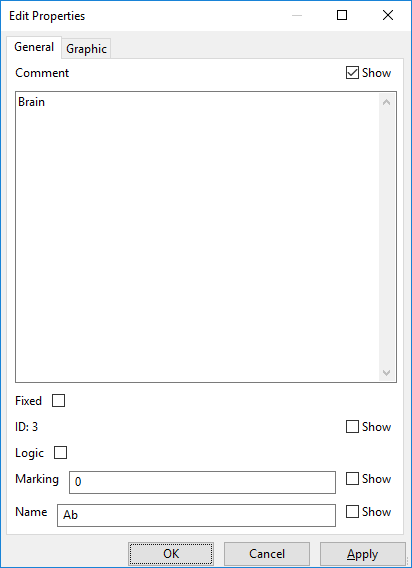 Edit Properties
General Graphic
Comment Show
Brain
Fixed
ID: 3 Show
Logic
Marking 0 Show
Name Ab Show
OK Cancel Apply